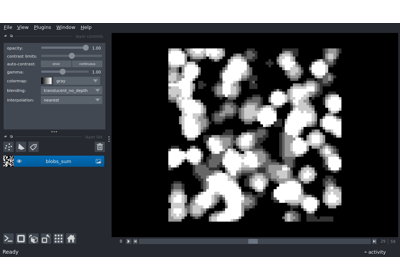 File View Plugins Window Help
opacity: 1.00
contrast limits:
auto-contrast: once continuous
gamma: 1.00
colormap: gray
blending: translucent_no_depth
interpolation: nearest
blobs_sum
Ready
activity